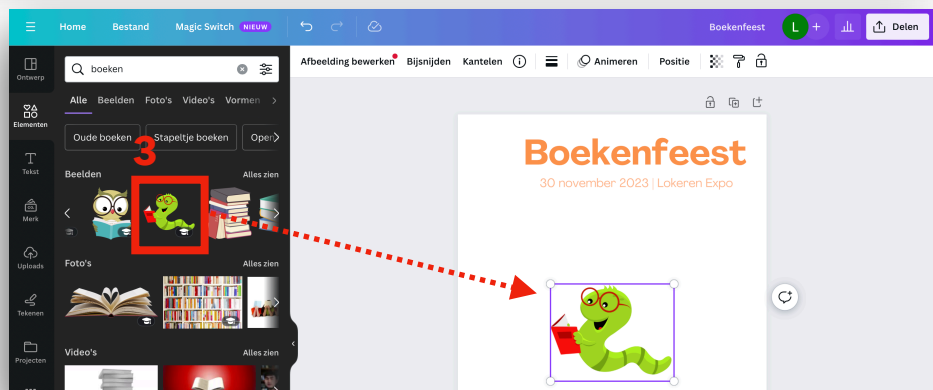 Home Bestand Magic Switch NIEUW Boekenfeest L + Delen
Ontwerp
Elementen
Tekst
Merk
Uploads
Tekenen
Projecten
boeken
Alle Beelden Foto's Video's Vormen
Oude boeken Stapeltje boeken Open
3
Beelden Alles zien
Foto's Alles zien
Video's Alles zien
Afbeelding bewerken Bijsnijden Kantelen Animeren Positie
Boekenfeest
30 november 2023 | Lokeren Expo